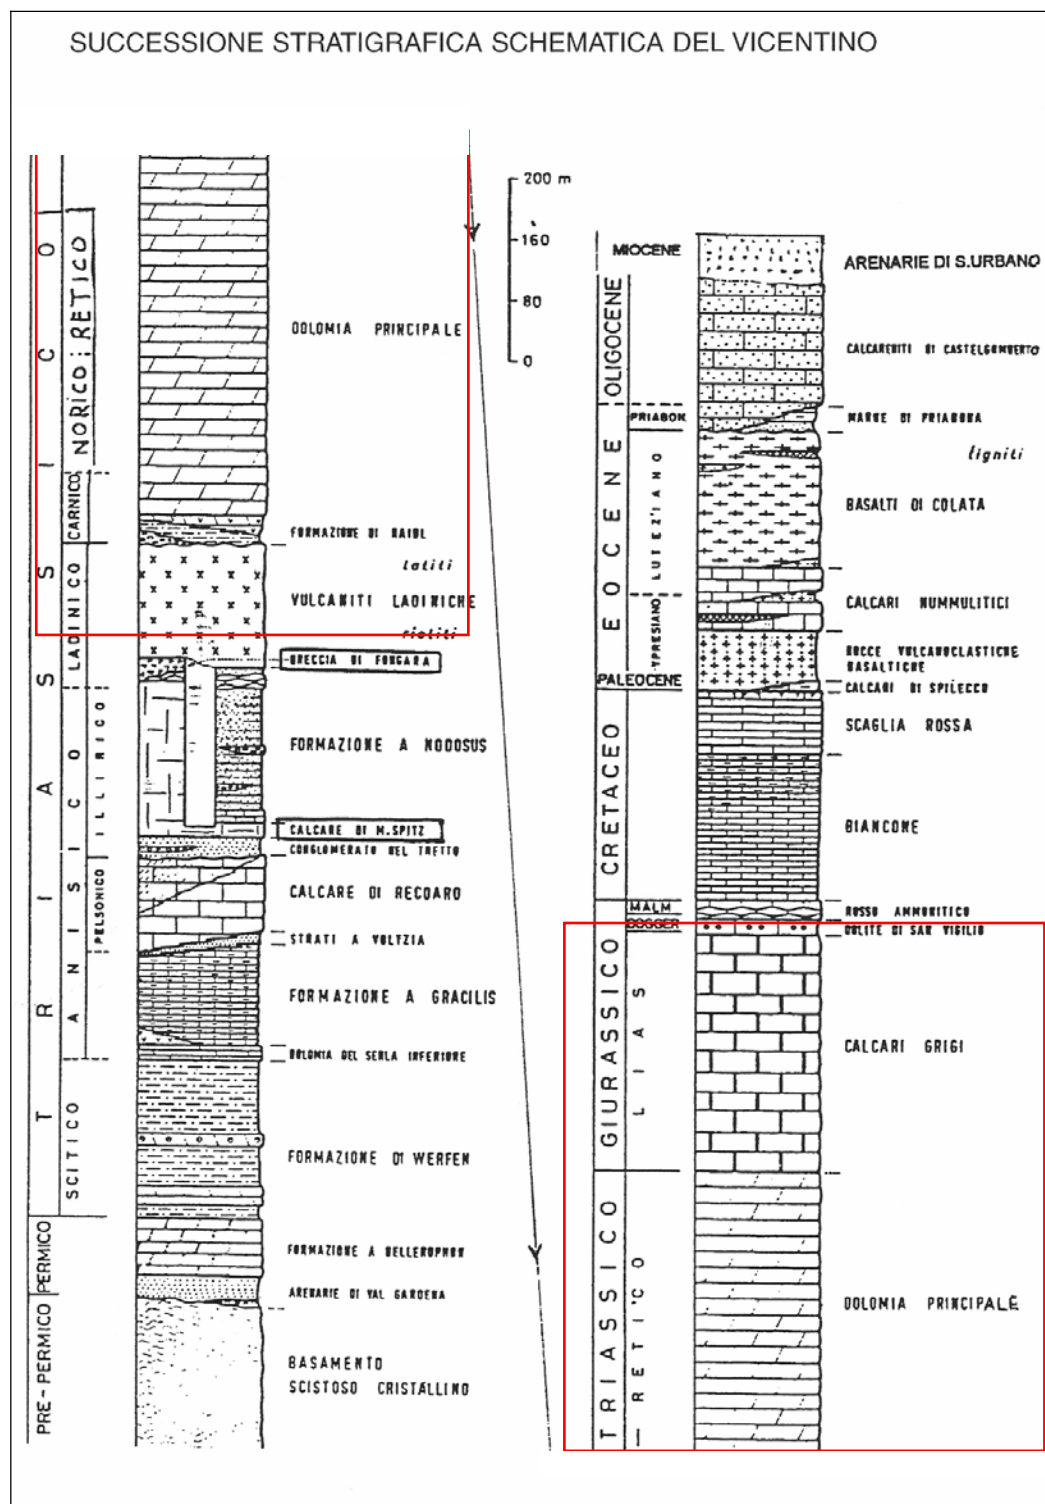 SUCCESSIONE STRATIGRAFICA SCHEMATICA DEL VICENTINO
200 m
160
80
0
TRIASSICO
NORICO : RETICO
DOLOMIA PRINCIPALE
CARNICO
FORMAZIONE DI RAIBL
LADINICO
latiti
VULCANITI LADINICHE
rioliti
BRECCIA DI FONGARA
ANISICO
ILLIRICO
FORMAZIONE A NODOSUS
CALCARE DI M. SPITZ
CONGLOMERATO DEL TRETTO
PELSONICO
CALCARE DI RECOARO
STRATI A VOLTZIA
FORMAZIONE A GRACILIS
DOLOMIA DEL SERLA INFERIORE
SCITICO
FORMAZIONE DI WERFEN
PERMICO
FORMAZIONE A BELLEROPHON
ARENARIE DI VAL GARDENA
PRE-PERMICO
BASAMENTO
SCISTOSO CRISTALLINO
MIOCENE
ARENARIE DI S.URBANO
OLIGOCENE
CALCARENITI DI CASTELGOMBERTO
EOCENE
PRIABON
MARNE DI PRIABONA
ligniti
LUTEZIANO
BASALTI DI COLATA
CALCARI NUMMULITICI
YPRESIANO
ROCCE VULCANOCLASTICHE
BASALTICHE
PALEOCENE
CALCARI DI SPILECCO
CRETACEO
SCAGLIA ROSSA
BIANCONE
MALM
ROSSO AMMONITICO
DOGGER
OOLITE DI SAN VIGILIO
GIURASSICO
LIAS
CALCARI GRIGI
TRIASSICO
RETICO
DOLOMIA PRINCIPALE